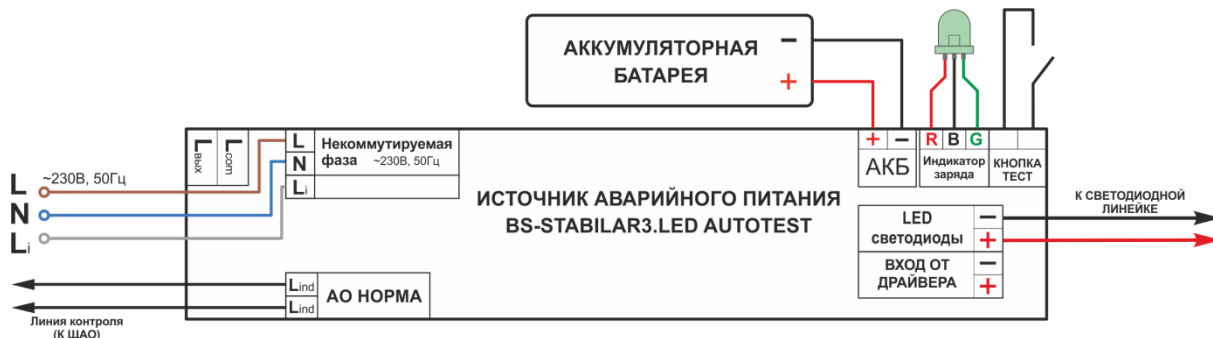 АККУМУЛЯТОРНАЯ
БАТАРЕЯ
−
+
Lвых
Lcom
L
N
Li
Некоммутируемая
фаза ~230В, 50Гц
+ −
АКБ
R B G
Индикатор
заряда
КНОПКА
ТЕСТ
L ~230В, 50Гц
N
Li
ИСТОЧНИК АВАРИЙНОГО ПИТАНИЯ
BS-STABILAR3.LED AUTOTEST
LED
светодиоды
−
+
ВХОД ОТ
ДРАЙВЕРА
−
+
К СВЕТОДИОДНОЙ
ЛИНЕЙКЕ
Lind
Lind
АО НОРМА
Линия контроля
(К ЩАО)